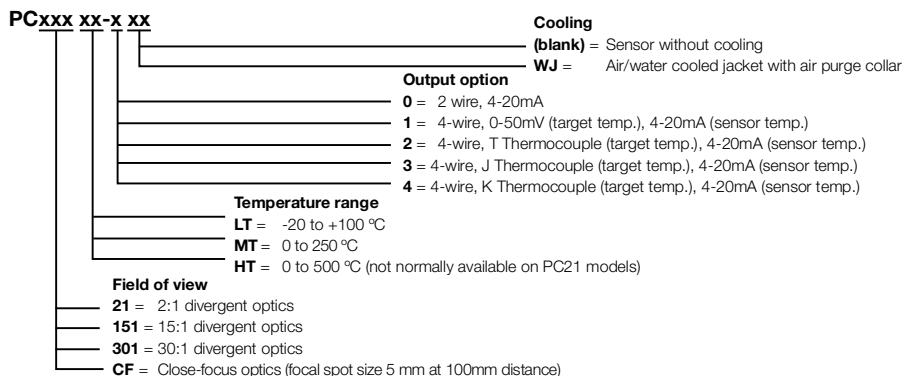 PCxxx xx-x xx
Cooling
(blank) = Sensor without cooling
WJ = Air/water cooled jacket with air purge collar
Output option
0 = 2 wire, 4-20mA
1 = 4-wire, 0-50mV (target temp.), 4-20mA (sensor temp.)
2 = 4-wire, T Thermocouple (target temp.), 4-20mA (sensor temp.)
3 = 4-wire, J Thermocouple (target temp.), 4-20mA (sensor temp.)
4 = 4-wire, K Thermocouple (target temp.), 4-20mA (sensor temp.)
Temperature range
LT = -20 to +100 ºC
MT = 0 to 250 ºC
HT = 0 to 500 ºC (not normally available on PC21 models)
Field of view
21 = 2:1 divergent optics
151 = 15:1 divergent optics
301 = 30:1 divergent optics
CF = Close-focus optics (focal spot size 5 mm at 100mm distance)